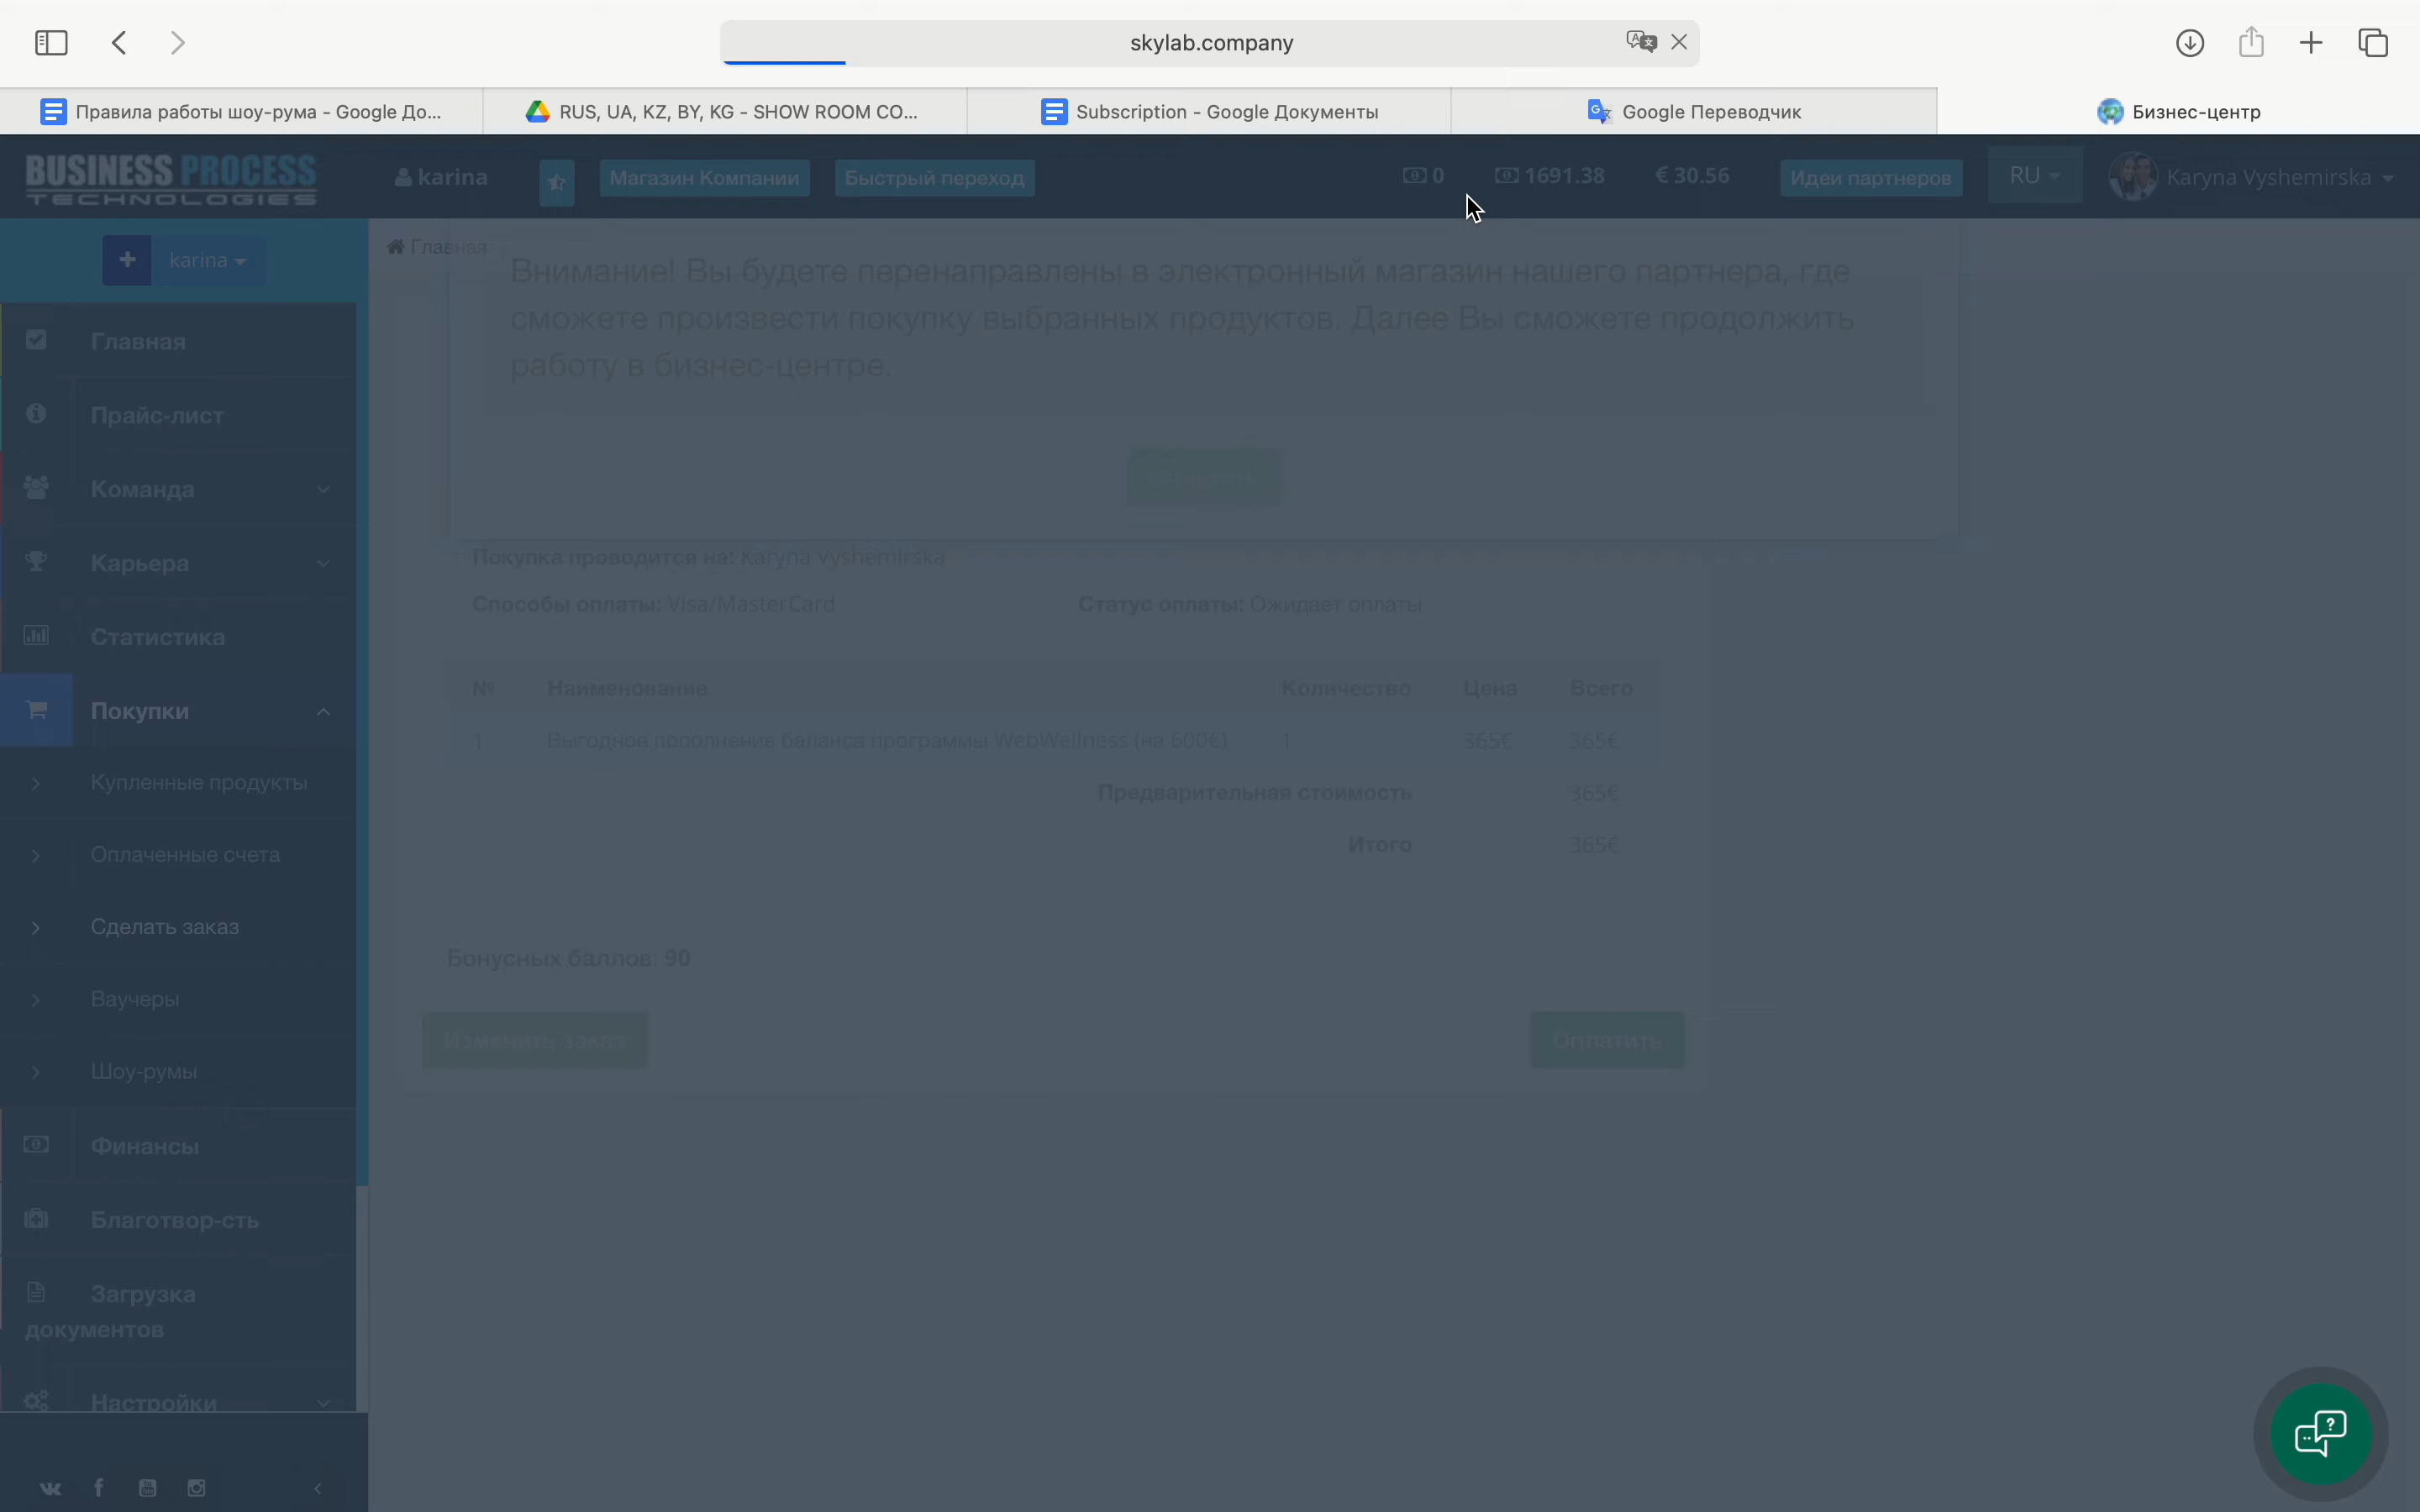 skylab.company
Правила работы шоу-рума - Google До...
RUS, UA, KZ, BY, KG - SHOW ROOM CO...
Subscription - Google Документы
Google Переводчик
Бизнес-центр
BUSINESS PROCESS
TECHNOLOGIES
karina
Магазин Компании
Быстрый переход
0
1691.38
€ 30.56
Идеи партнеров
RU
Karyna Vyshemirska
karina
Главная
Внимание! Вы будете перенаправлены в электронный магазин нашего партнера, где
сможете произвести покупку выбранных продуктов. Далее Вы сможете продолжить
работу в бизнес-центре.
Главная
Прайс-лист
Команда
Карьера
Статистика
Покупки
Купленные продукты
Оплаченные счета
Сделать заказ
Ваучеры
Шоу-румы
Финансы
Благотвор-сть
Загрузка
документов
Настройки
Покупка проводится на: Karyna Vyshemirska
Способы оплаты: Visa/MasterCard
Статус оплаты: Ожидает оплаты
№ Наименование Количество Цена Всего
1 Выгодное пополнение баланса программы WebWellness (на 600€) 1 365€ 365€
Предварительная стоимость 365€
Итого 365€
Бонусных баллов: 90
Изменить заказ
Оплатить